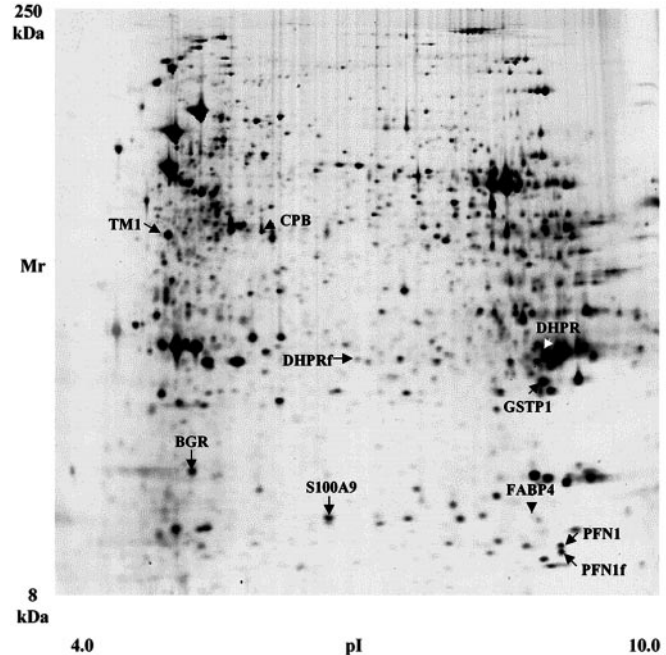 250
kDa
TM1
CPB
Mr
DHPR
DHPRf
GSTP1
BGR
S100A9
FABP4
PFN1
PFN1f
8
kDa
4.0
pI
10.0